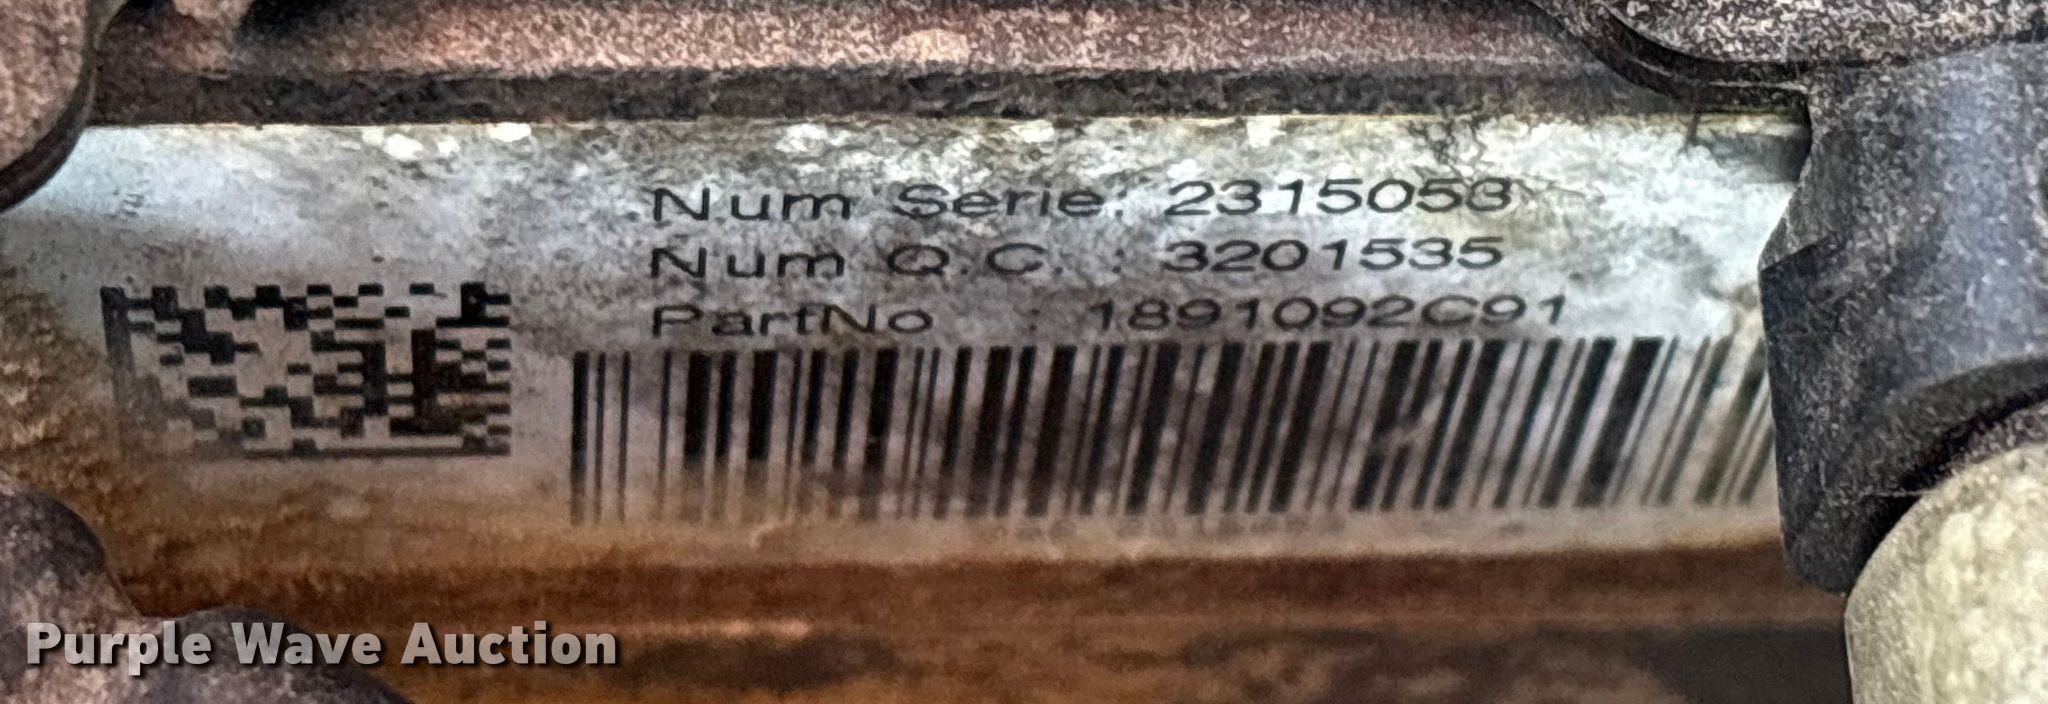 Num Serie: 2315053
Num Q.C. : 3201535
PartNo : 1891092C91
Purple Wave Auction